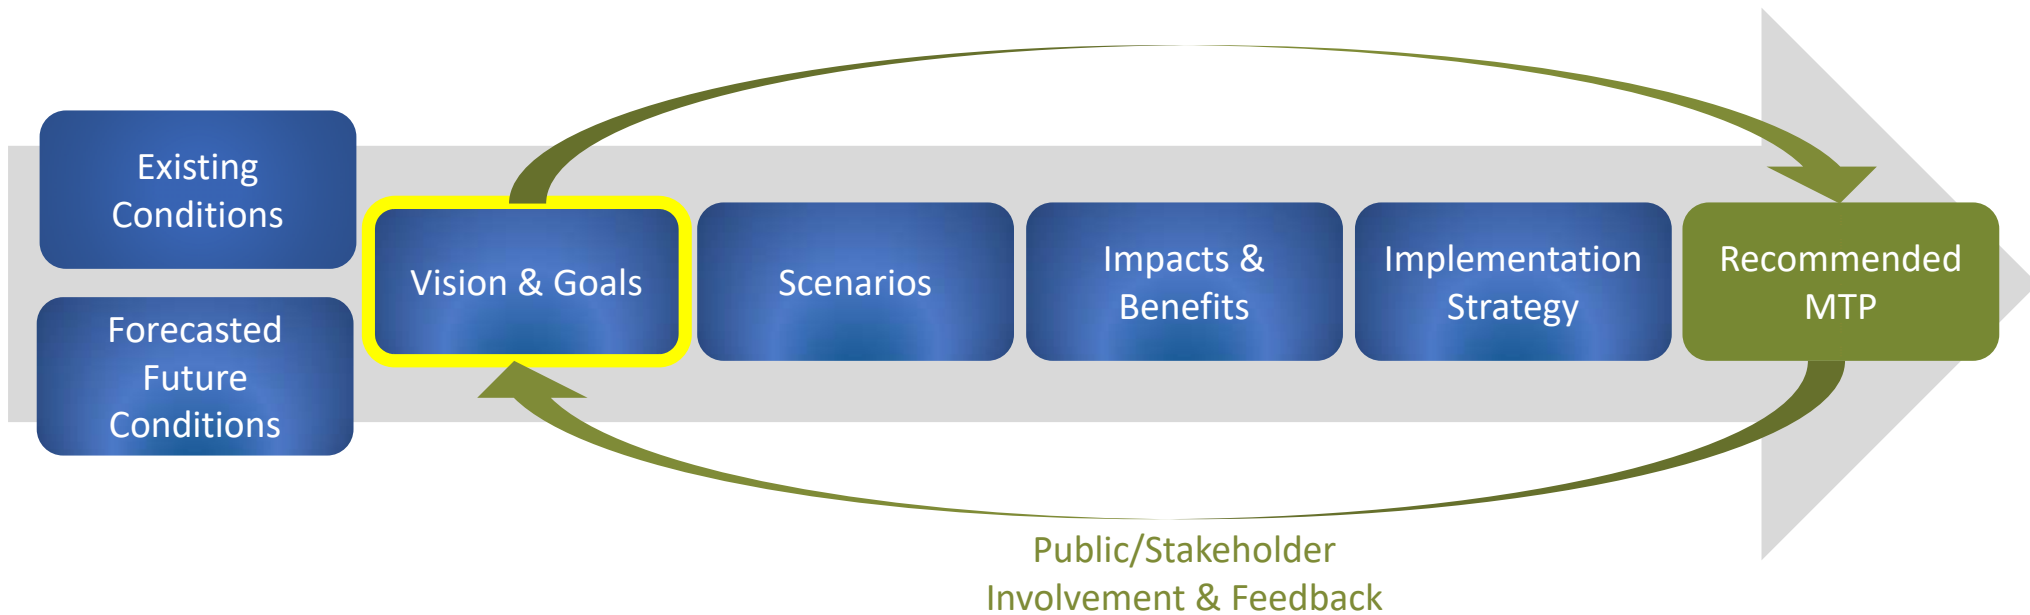 Existing
Conditions
Forecasted
Future
Conditions
Vision & Goals
Scenarios
Impacts &
Benefits
Implementation
Strategy
Recommended
MTP
Public/Stakeholder
Involvement & Feedback